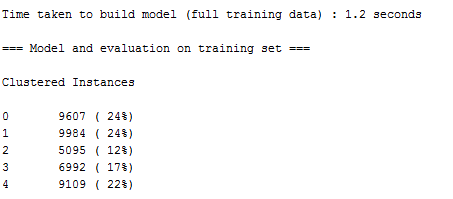 Time taken to build model (full training data) : 1.2 seconds
=== Model and evaluation on training set ===
Clustered Instances
0 9607 ( 24%)
1 9984 ( 24%)
2 5095 ( 12%)
3 6992 ( 17%)
4 9109 ( 22%)